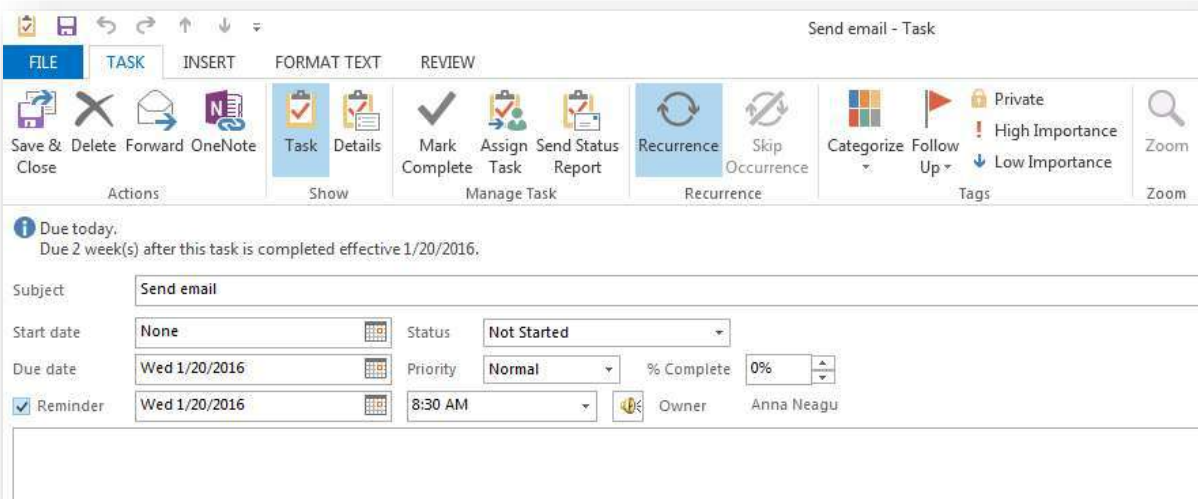 Send email - Task
FILE TASK INSERT FORMAT TEXT REVIEW
Save & Close Delete Forward OneNote Task Details Mark Complete Assign Task Send Status Report Recurrence Skip Occurrence Categorize Follow Up Private Zoom
High Importance
Low Importance
Actions Show Manage Task Recurrence Tags Zoom
Due today.
Due 2 week(s) after this task is completed effective 1/20/2016.
Subject Send email
Start date None Status Not Started
Due date Wed 1/20/2016 Priority Normal % Complete 0%
Reminder Wed 1/20/2016 8:30 AM Owner Anna Neagu